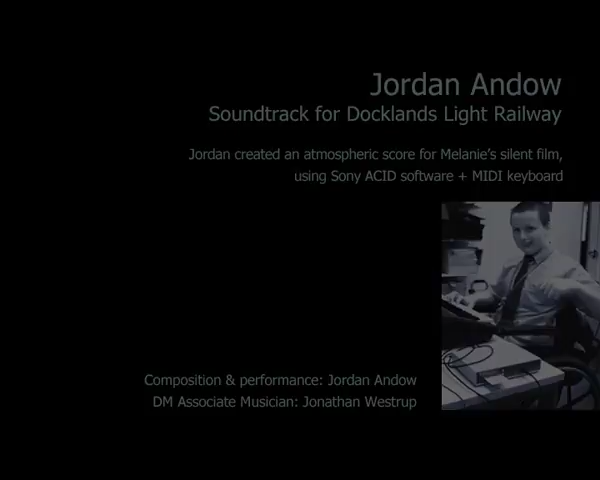 Jordan Andow
Soundtrack for Docklands Light Railway
Jordan created an atmospheric score for Melanie's silent film,
using Sony ACID software + MIDI keyboard
Composition & performance: Jordan Andow
DM Associate Musician: Jonathan Westrup